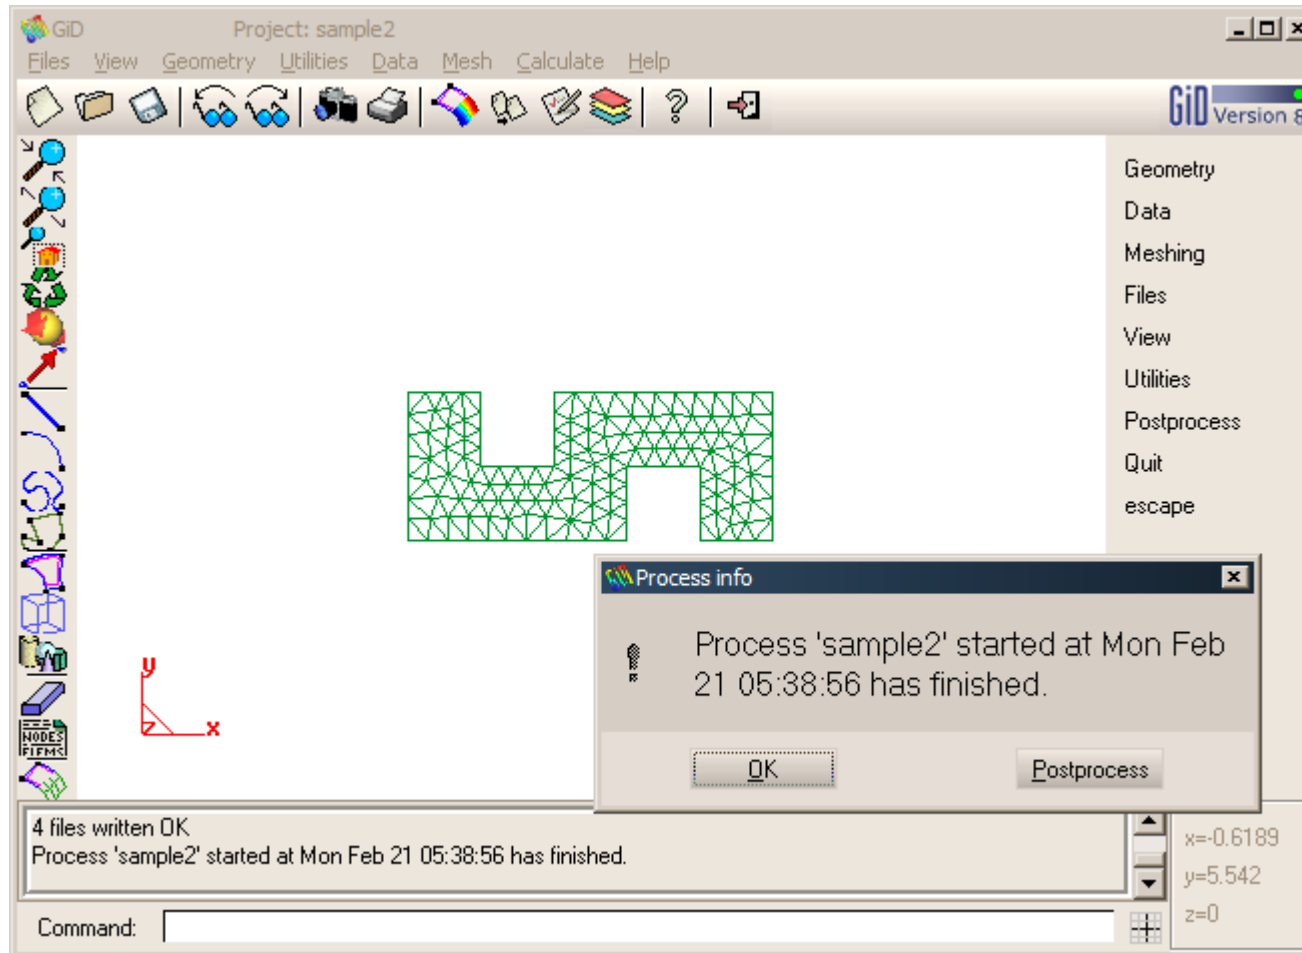 GiD Project: sample2
Files View Geometry Utilities Data Mesh Calculate Help
GiD Version 8
Geometry
Data
Meshing
Files
View
Utilities
Postprocess
Quit
escape
NODES
ELEMS
y
z x
Process info
Process 'sample2' started at Mon Feb
21 05:38:56 has finished.
OK Postprocess
4 files written OK
Process 'sample2' started at Mon Feb 21 05:38:56 has finished.
x=-0.6189
y=5.542
z=0
Command: